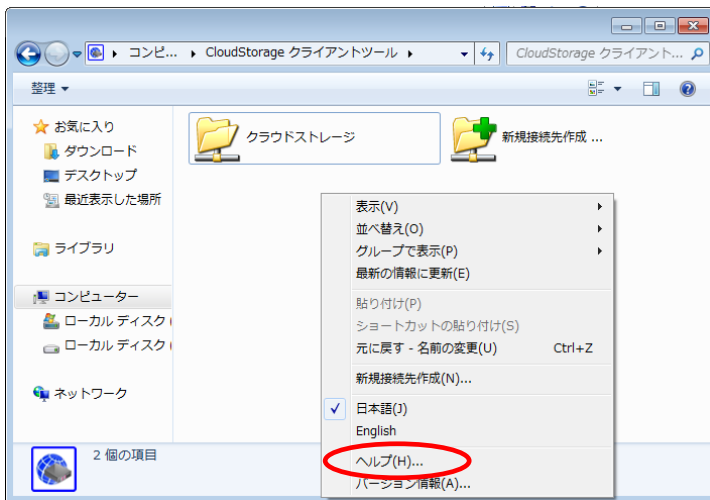 コンピ... ▸ CloudStorage クライアントツール ▸
CloudStorage クライアント...
整理
お気に入り
ダウンロード
デスクトップ
最近表示した場所
ライブラリ
コンピューター
ローカル ディスク (
ローカル ディスク (
ネットワーク
クラウドストレージ
新規接続先作成 ...
表示(V)
並べ替え(O)
グループで表示(P)
最新の情報に更新(E)
貼り付け(P)
ショートカットの貼り付け(S)
元に戻す - 名前の変更(U) Ctrl+Z
新規接続先作成(N)...
日本語(J)
English
ヘルプ(H)...
バージョン情報(A)...
2 個の項目